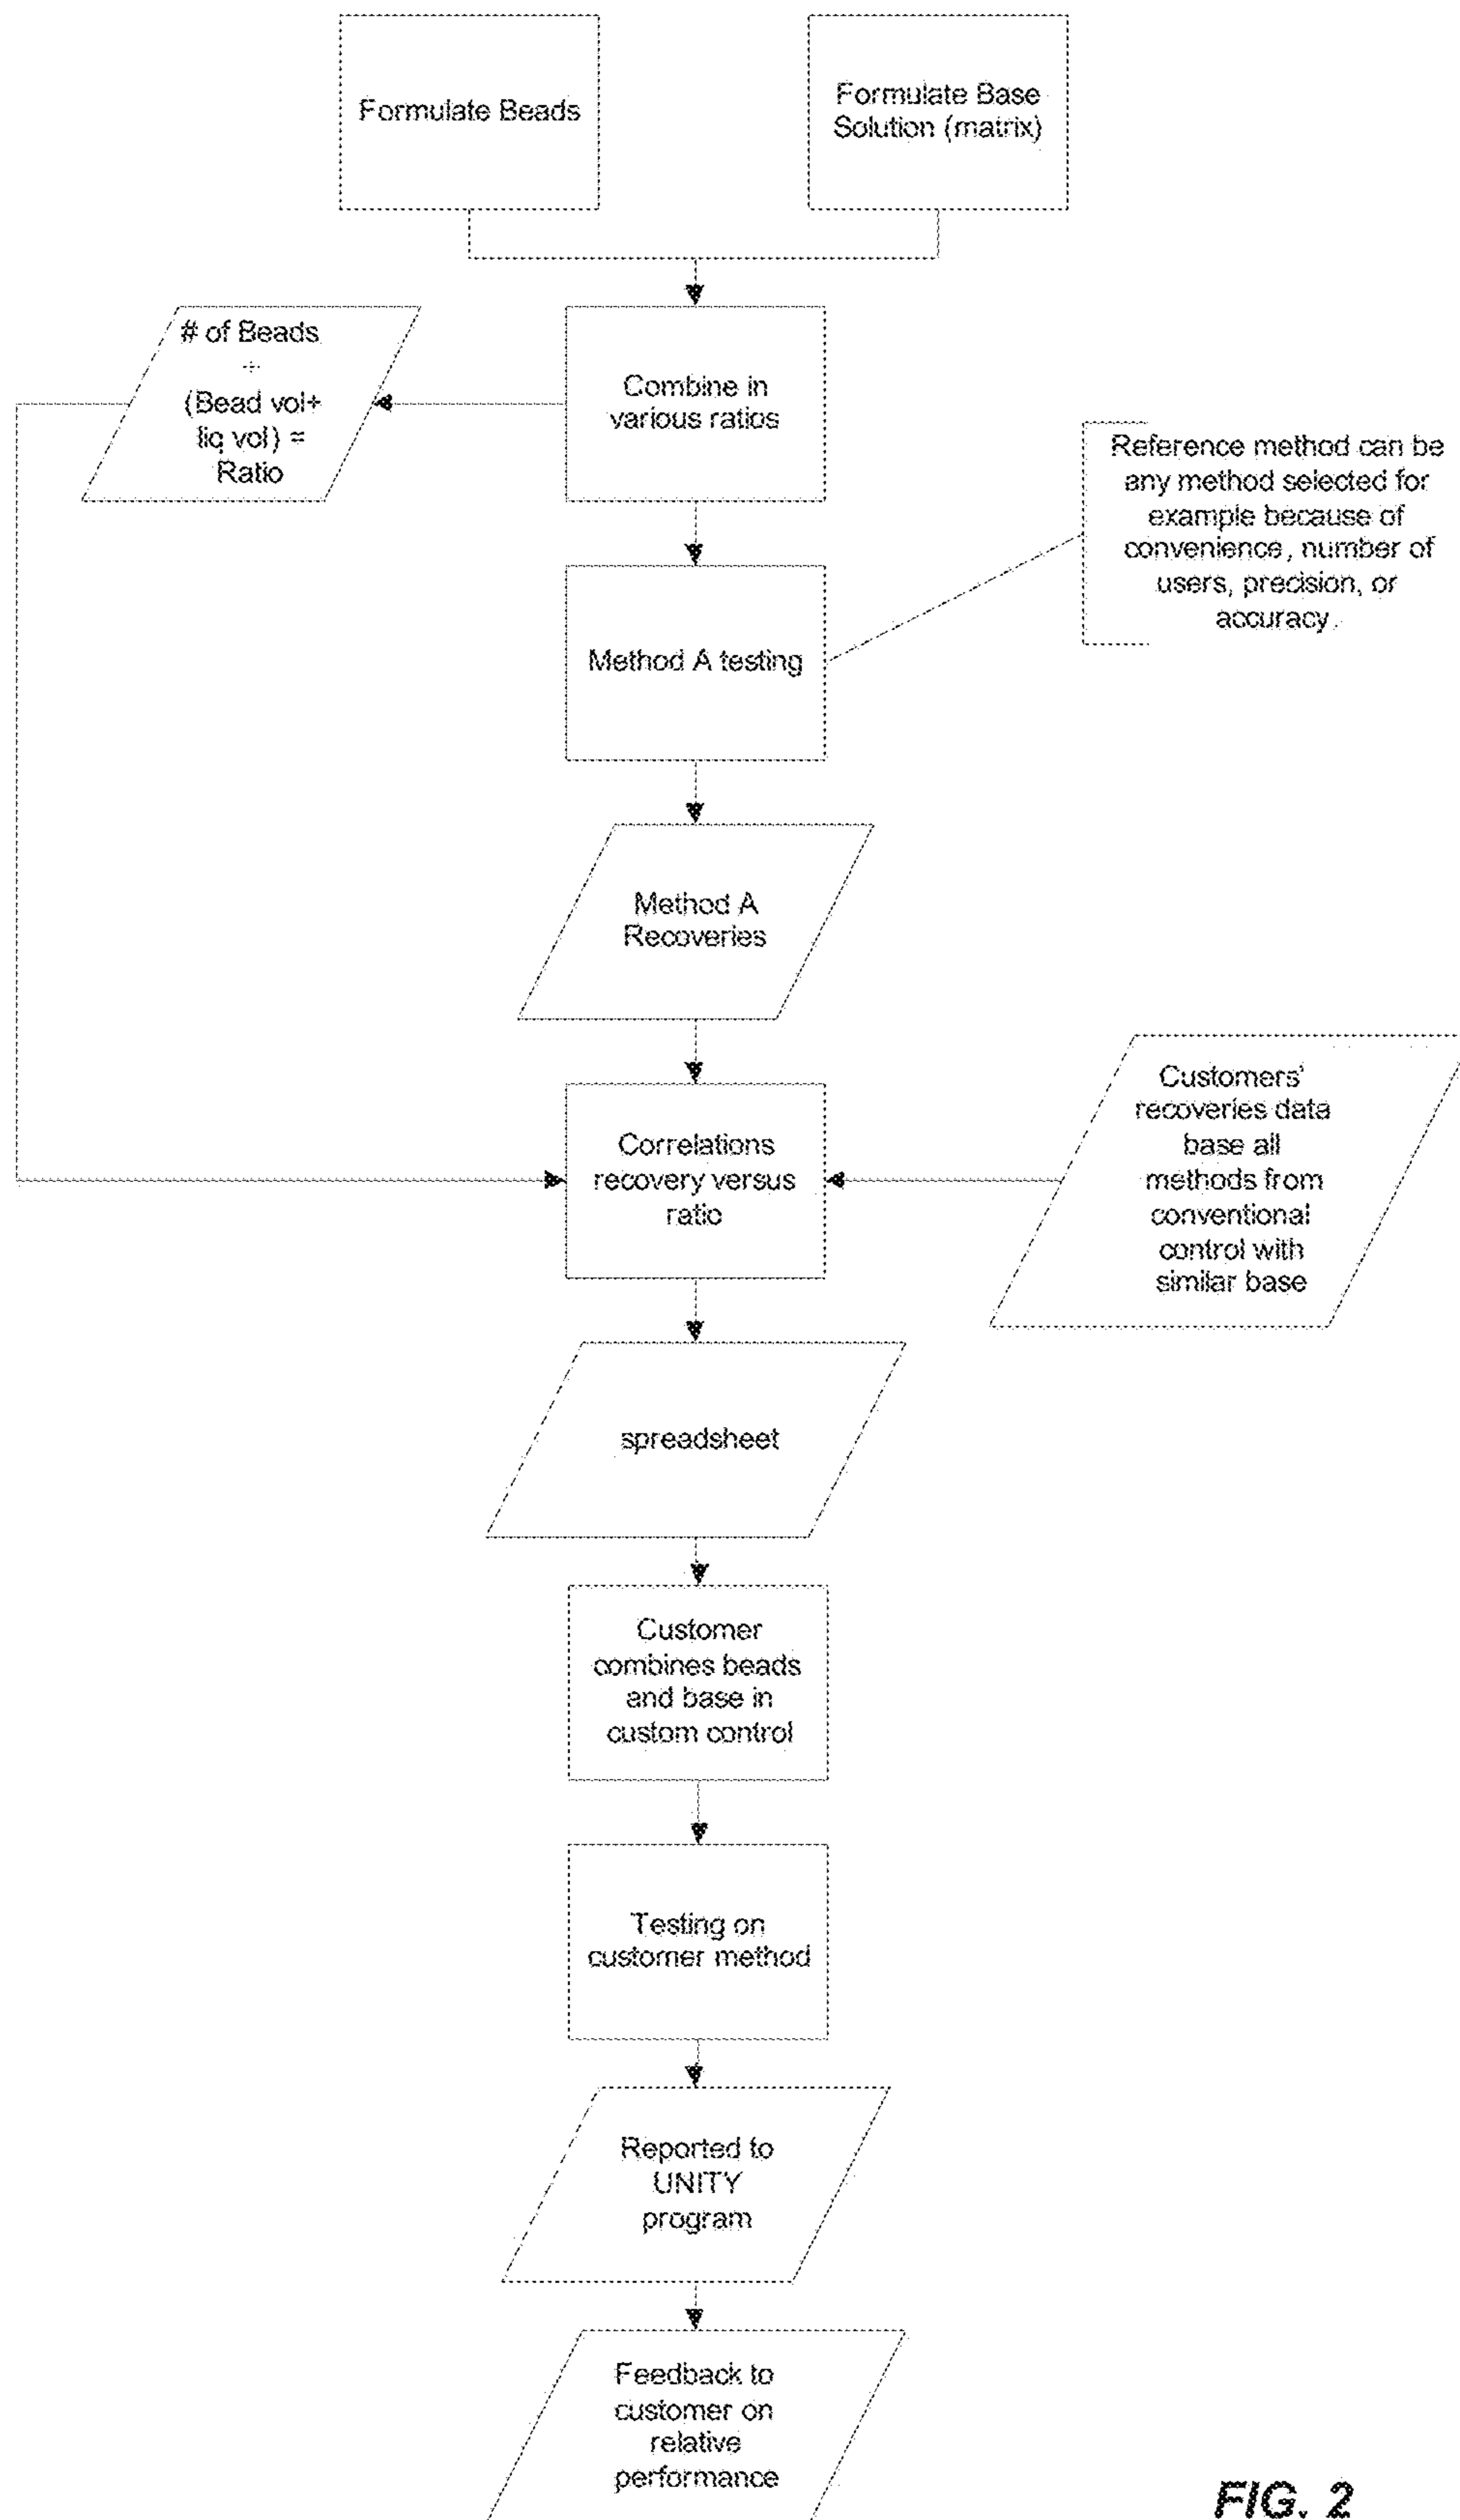 Formulate Beads
Formulate Base
Solution (matrix)
# of Beads
÷
(Bead vol+
liq vol) =
Ratio
Combine in
various ratios
Reference method can be
any method selected for
example because of
convenience, number of
users, precision, or
accuracy.
Method A testing
Method A
Recoveries
Correlations
recovery versus
ratio
Customers'
recoveries data
base all
methods from
conventional
control with
similar base
spreadsheet
Customer
combines beads
and base in
custom control
Testing on
customer method
Reported to
UNITY
program
Feedback to
customer on
relative
performance
FIG. 2